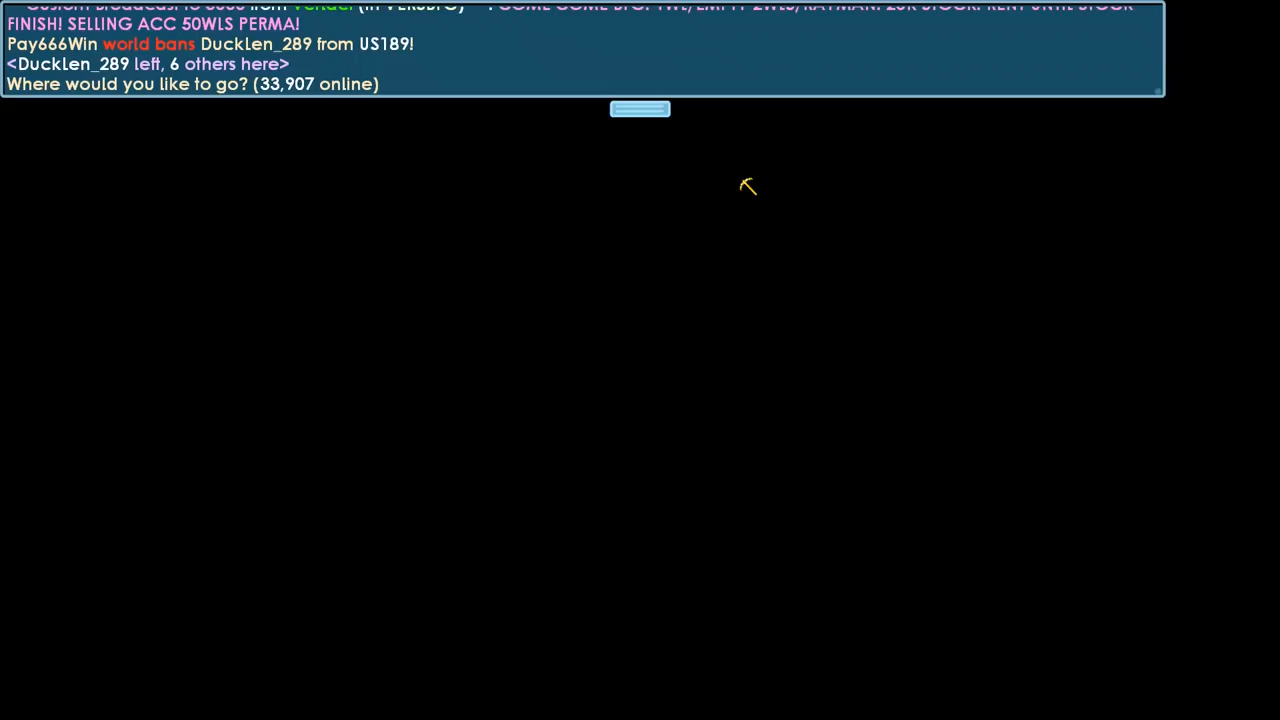 FINISH! SELLING ACC 50WLS PERMA!
Pay666Win world bans DuckLen_289 from US189!
<DuckLen_289 left, 6 others here>
Where would you like to go? (33,907 online)